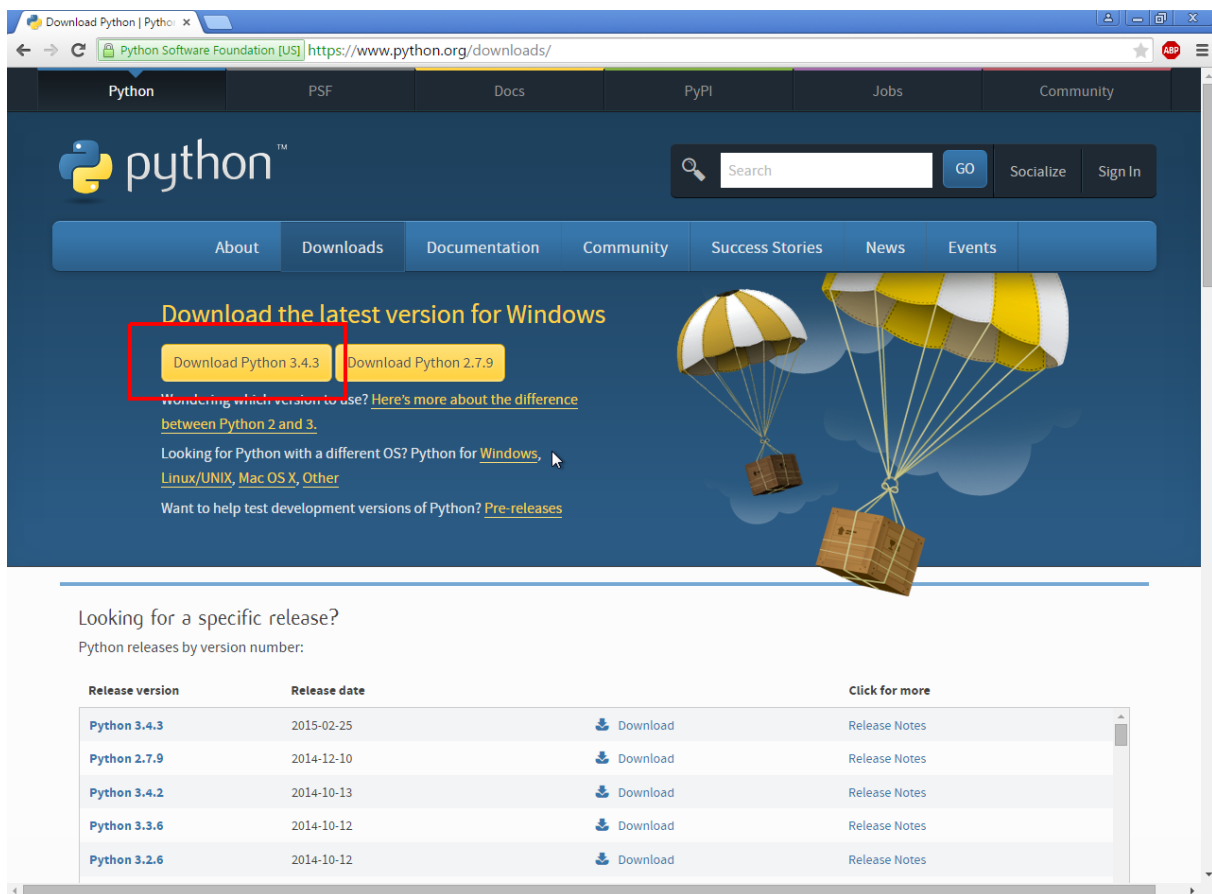 Download Python | Pytho
Python Software Foundation [US] https://www.python.org/downloads/
ABP
Python PSF Docs PyPI Jobs Community
python™
Search GO Socialize Sign In
About Downloads Documentation Community Success Stories News Events
Download the latest version for Windows
Download Python 3.4.3 Download Python 2.7.9
Wondering which version to use? Here's more about the difference
between Python 2 and 3.
Looking for Python with a different OS? Python for Windows,
Linux/UNIX, Mac OS X, Other
Want to help test development versions of Python? Pre-releases
Looking for a specific release?
Python releases by version number:
Release version Release date Click for more
Python 3.4.3 2015-02-25 Download Release Notes
Python 2.7.9 2014-12-10 Download Release Notes
Python 3.4.2 2014-10-13 Download Release Notes
Python 3.3.6 2014-10-12 Download Release Notes
Python 3.2.6 2014-10-12 Download Release Notes